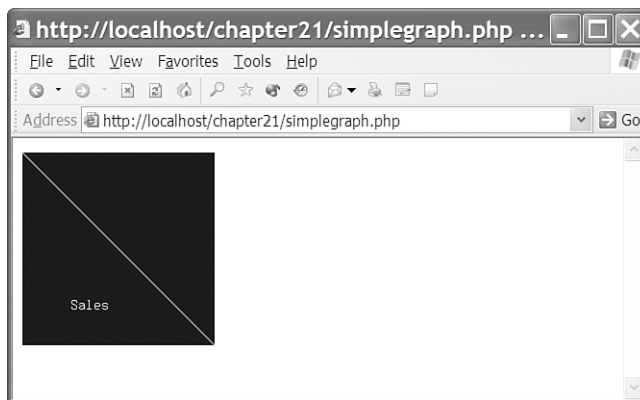 http://localhost/chapter21/simplegraph.php ...
File Edit View Favorites Tools Help
Address http://localhost/chapter21/simplegraph.php Go
Sales